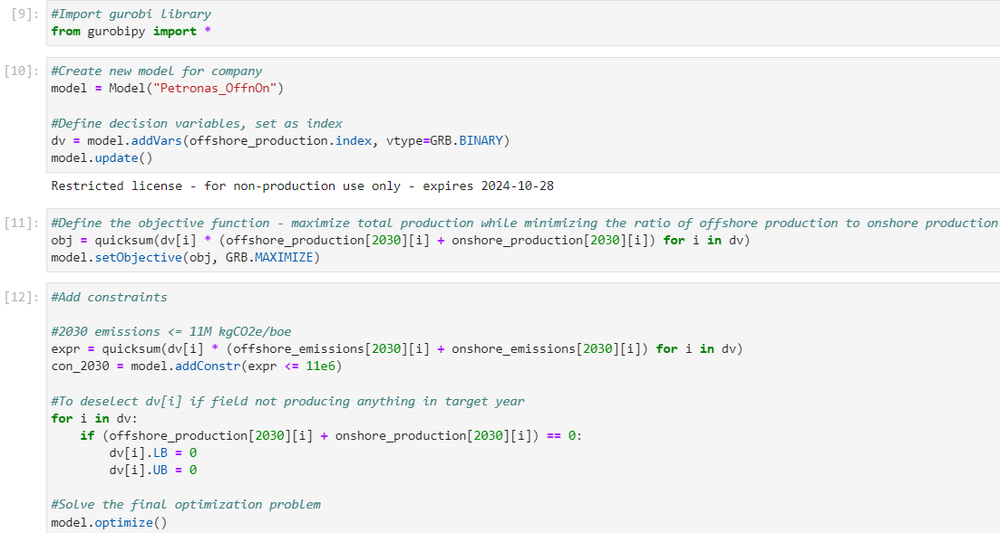 [9]: #Import gurobi library
from gurobipy import *
[10]: #Create new model for company
model = Model("Petronas_OffnOn")
#Define decision variables, set as index
dv = model.addVars(offshore_production.index, vtype=GRB.BINARY)
model.update()
Restricted license - for non-production use only - expires 2024-10-28
[11]: #Define the objective function - maximize total production while minimizing the ratio of offshore production to onshore production
obj = quicksum(dv[i] * (offshore_production[2030][i] + onshore_production[2030][i]) for i in dv)
model.setObjective(obj, GRB.MAXIMIZE)
[12]: #Add constraints
#2030 emissions <= 11M kgCO2e/boe
expr = quicksum(dv[i] * (offshore_emissions[2030][i] + onshore_emissions[2030][i]) for i in dv)
con_2030 = model.addConstr(expr <= 11e6)
#To deselect dv[i] if field not producing anything in target year
for i in dv:
    if (offshore_production[2030][i] + onshore_production[2030][i]) == 0:
        dv[i].LB = 0
        dv[i].UB = 0
#Solve the final optimization problem
model.optimize()